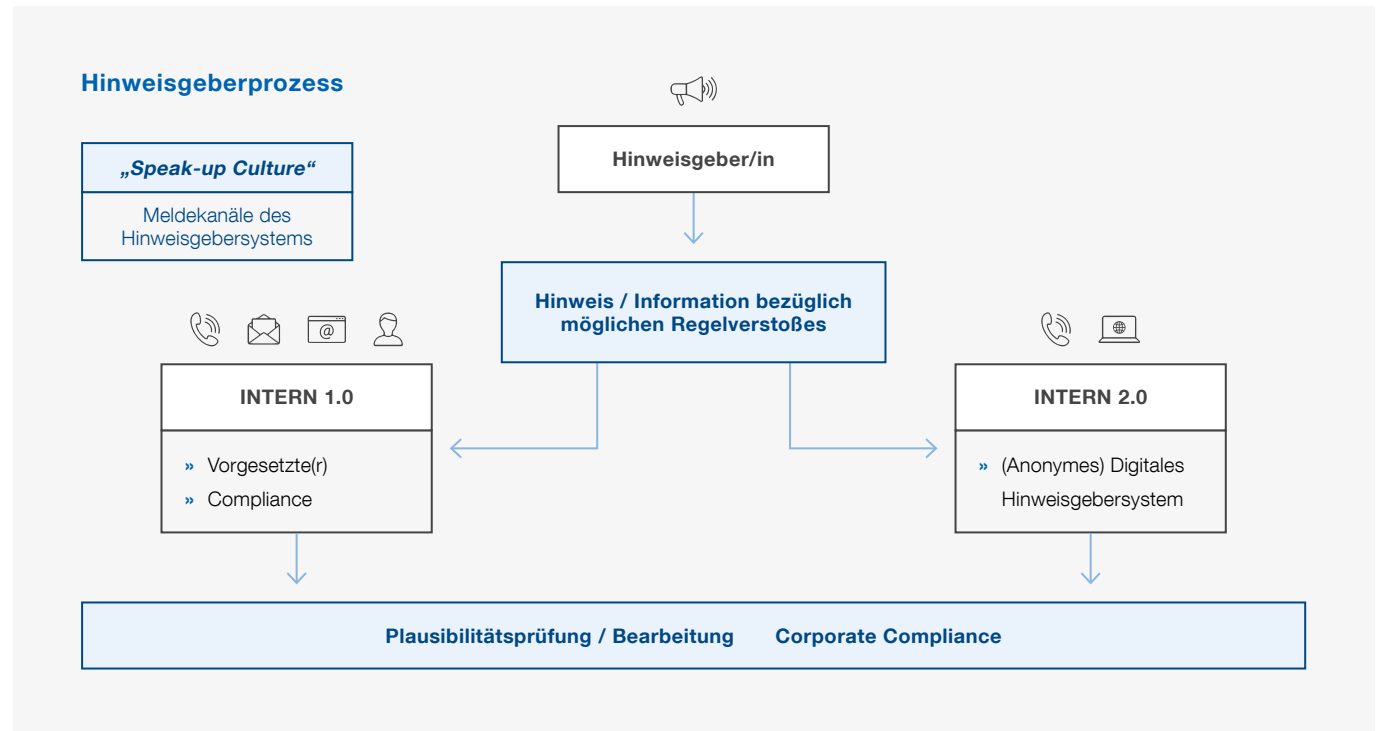 Hinweisgeberprozess
„Speak-up Culture“
Meldekanäle des
Hinweisgebersystems
Hinweisgeber/in
Hinweis / Information bezüglich
möglichen Regelverstoßes
@
INTERN 1.0
» Vorgesetzte(r)
» Compliance
INTERN 2.0
» (Anonymes) Digitales
Hinweisgebersystem
Plausibilitätsprüfung / Bearbeitung Corporate Compliance